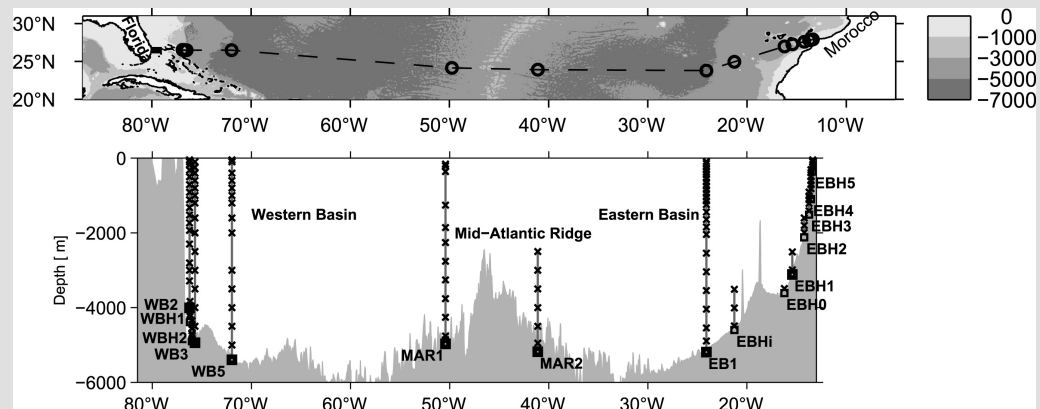 30°N
25°N
20°N
Florida
Morocco
0
−1000
−3000
−5000
−7000
80°W 70°W 60°W 50°W 40°W 30°W 20°W 10°W
0
−2000
−4000
−6000
Depth [ m]
Western Basin
Mid−Atlantic Ridge
Eastern Basin
WB2
WBH1
WBH2
WB3
WB5
MAR1
MAR2
EB1
EBHi
EBH0
EBH1
EBH2
EBH3
EBH4
EBH5
80°W 70°W 60°W 50°W 40°W 30°W 20°W